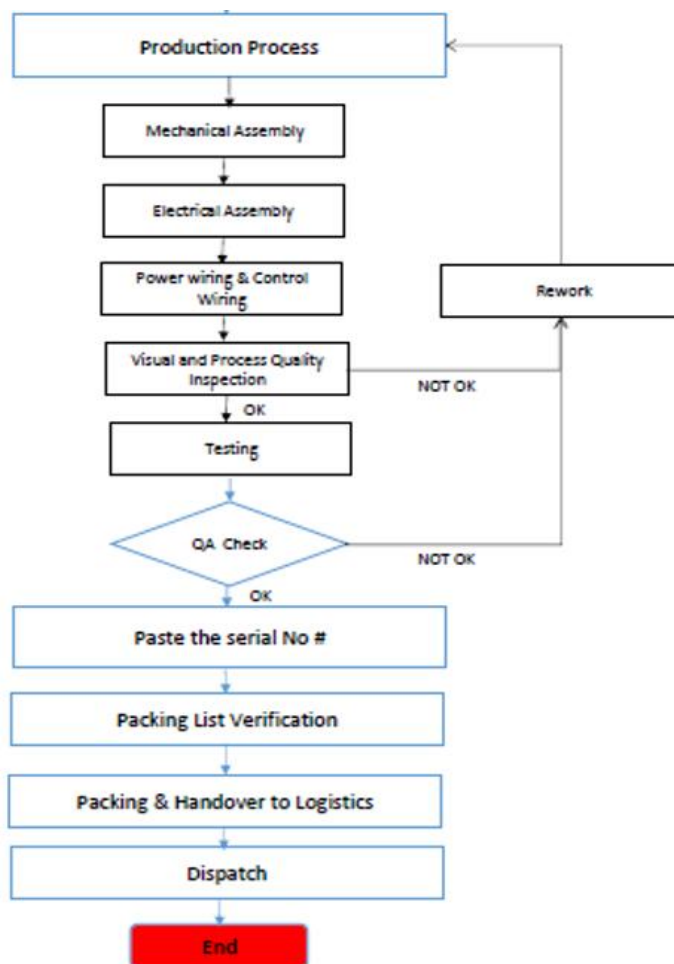 Production Process
Mechanical Assembly
Electrical Assembly
Power wiring & Control
Wiring
Rework
Visual and Process Quality
Inspection
NOT OK
OK
Testing
QA Check
NOT OK
OK
Paste the serial No #
Packing List Verification
Packing & Handover to Logistics
Dispatch
End